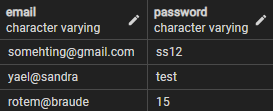 email password
character varying character varying
somehting@gmail.com ss12
yael@sandra test
rotem@braude 15